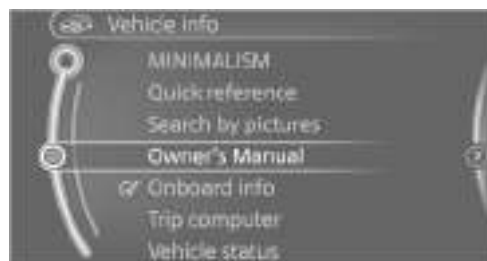 Vehicle info
MINIMALISM
Quick reference
Search by pictures
Owner's Manual
Onboard info
Trip computer
Vehicle status